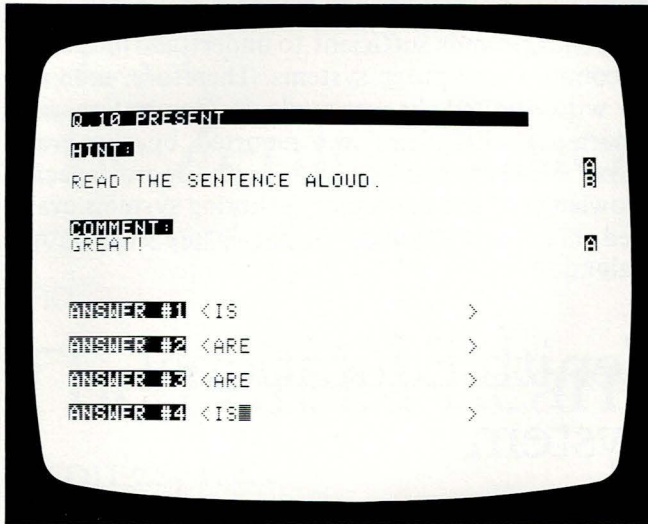 Q.10 PRESENT
HINT:
READ THE SENTENCE ALOUD.
A
B
COMMENT:
GREAT!
A
ANSWER #1 <IS >
ANSWER #2 <ARE >
ANSWER #3 <ARE >
ANSWER #4 <IS >